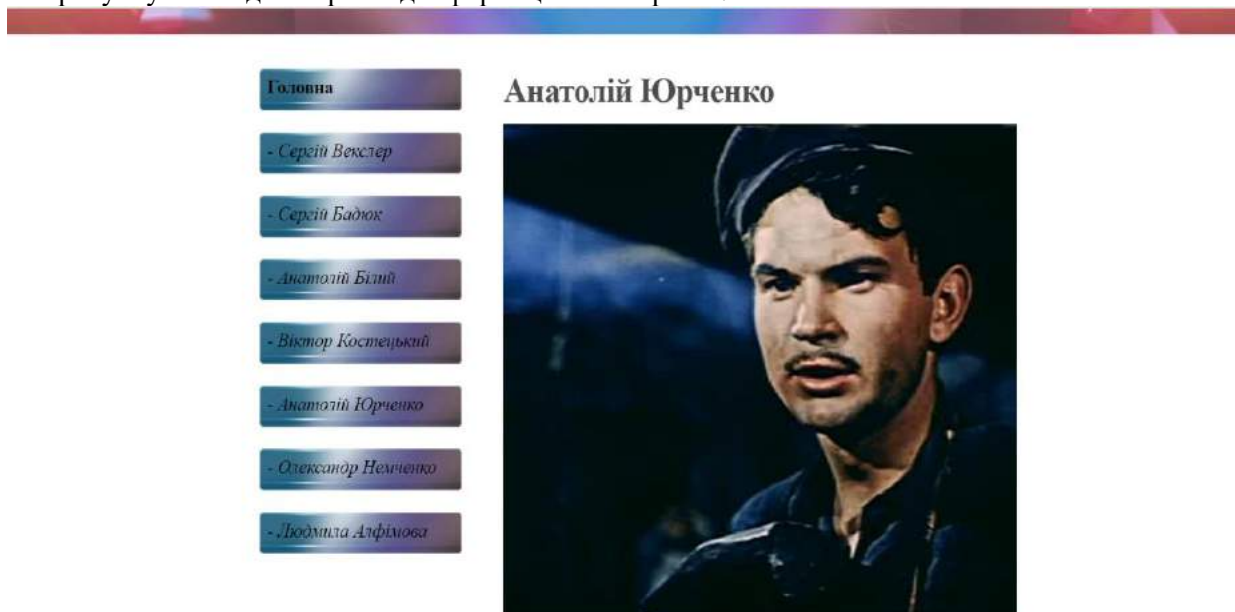 Головна
- Сергій Векслер
- Сергій Бадюк
- Анатолій Білий
- Віктор Костецький
- Анатолій Юрченко
- Олександр Немченко
- Людмила Алфімова
Анатолій Юрченко